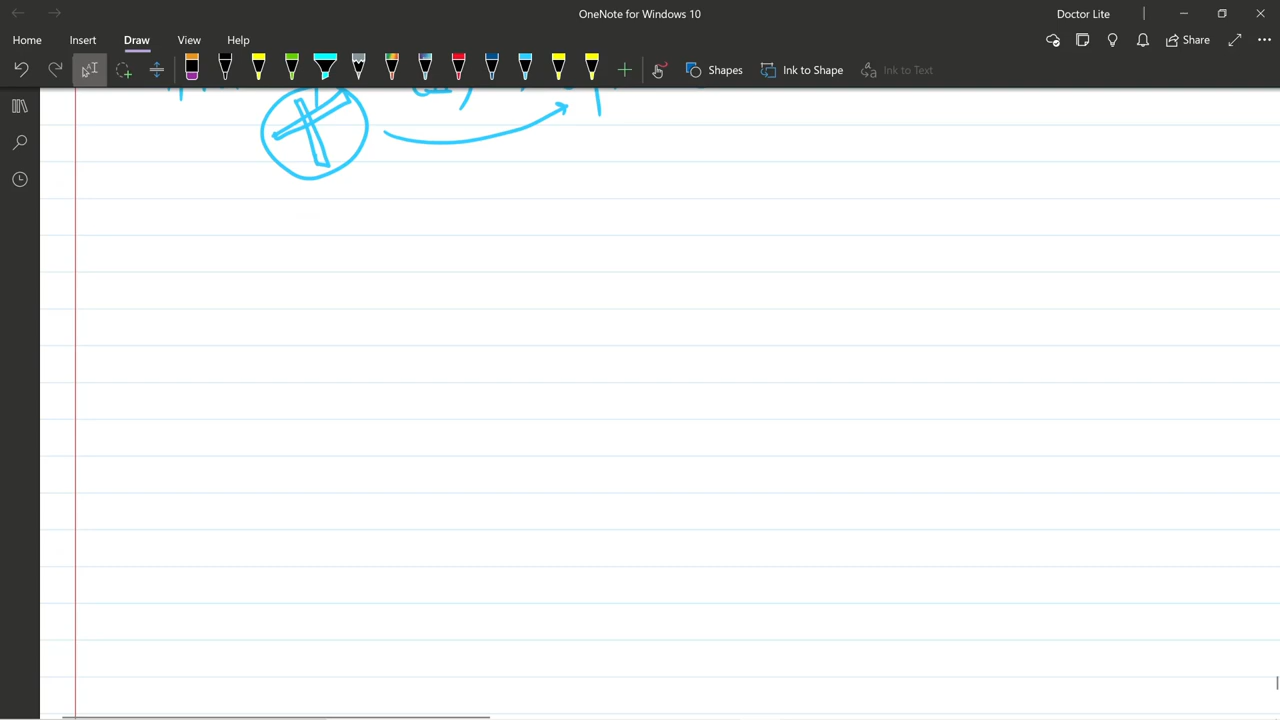 OneNote for Windows 10
Doctor Lite
Home Insert Draw View Help
Share
Shapes Ink to Shape Ink to Text